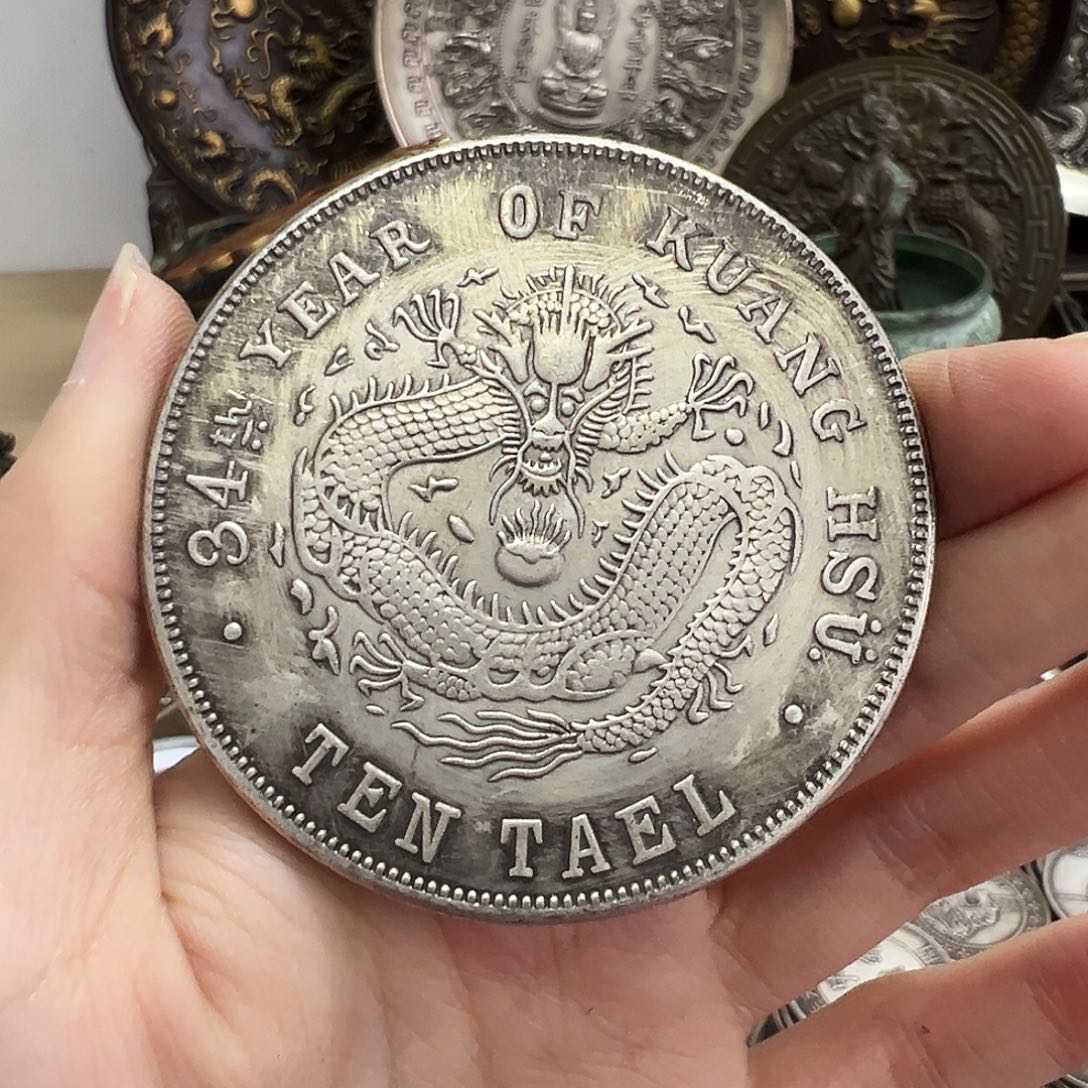 34th YEAR OF KUANG HSÜ.
TEN TAEL